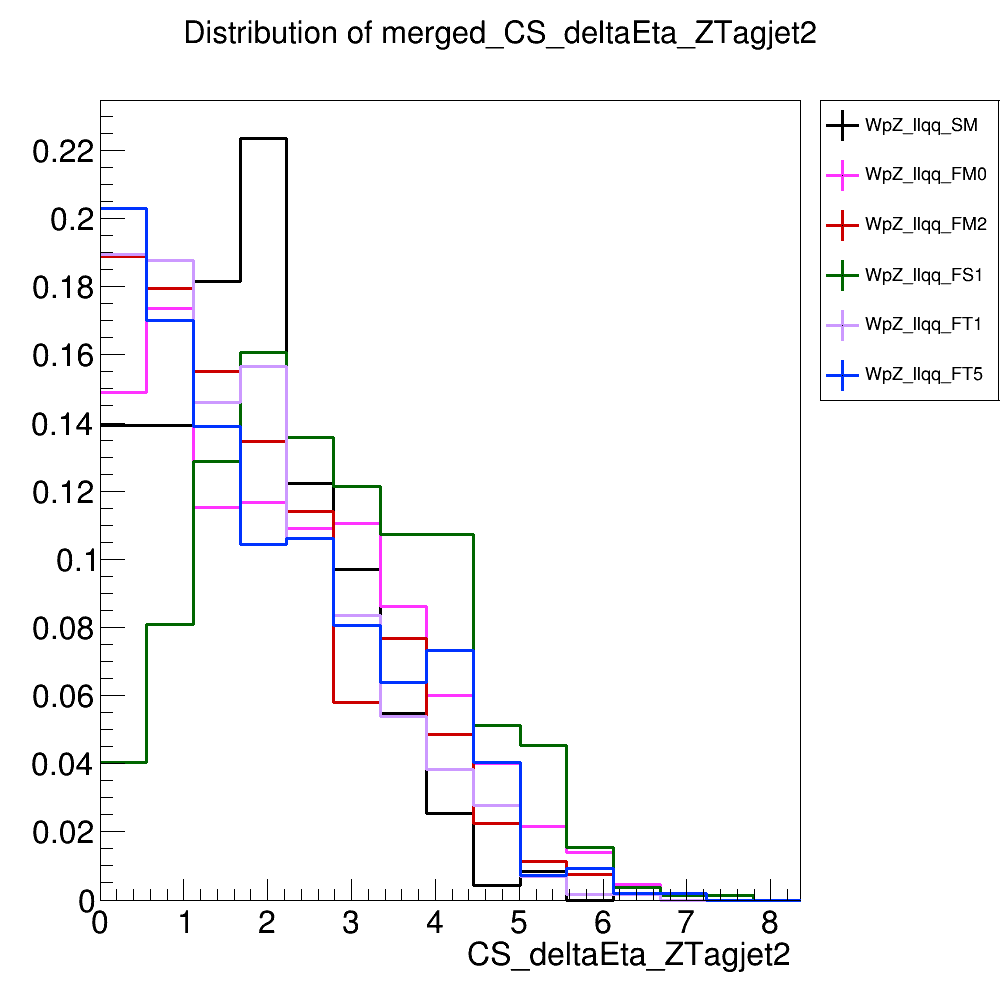 Distribution of merged_CS_deltaEta_ZTagjet2
WpZ_llqq_SM
WpZ_llqq_FM0
WpZ_llqq_FM2
WpZ_llqq_FS1
WpZ_llqq_FT1
WpZ_llqq_FT5
0.22
0.2
0.18
0.16
0.14
0.12
0.1
0.08
0.06
0.04
0.02
0
0 1 2 3 4 5 6 7 8
CS_deltaEta_ZTagjet2